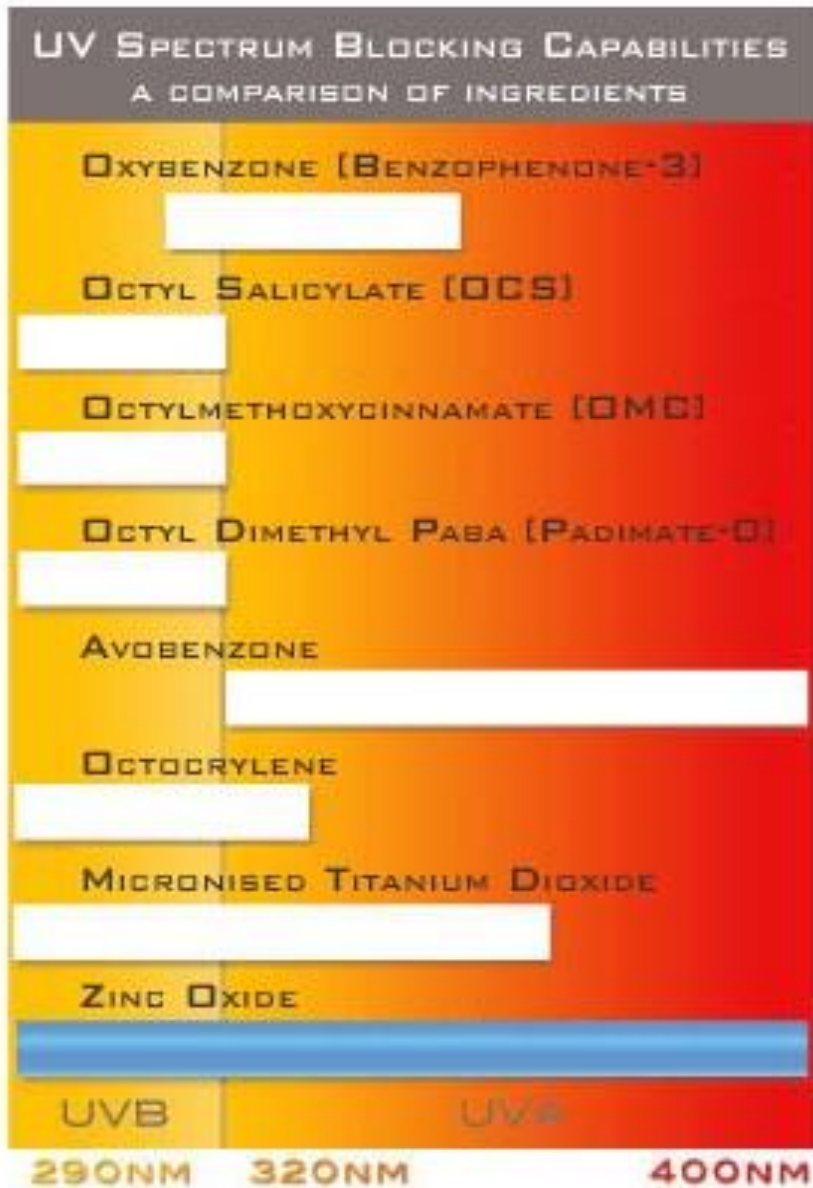 UV SPECTRUM BLOCKING CAPABILITIES
A COMPARISON OF INGREDIENTS
OXYBENZONE (BENZOPHENONE-3)
OCTYL SALICYLATE (OCS)
OCTYLMETHOXYCINNAMATE (OMC)
OCTYL DIMETHYL PABA (PADIMATE-O)
AVOBENZONE
OCTOCRYLENE
MICRONISED TITANIUM DIOXIDE
ZINC OXIDE
UVB UVA
290NM 320NM 400NM